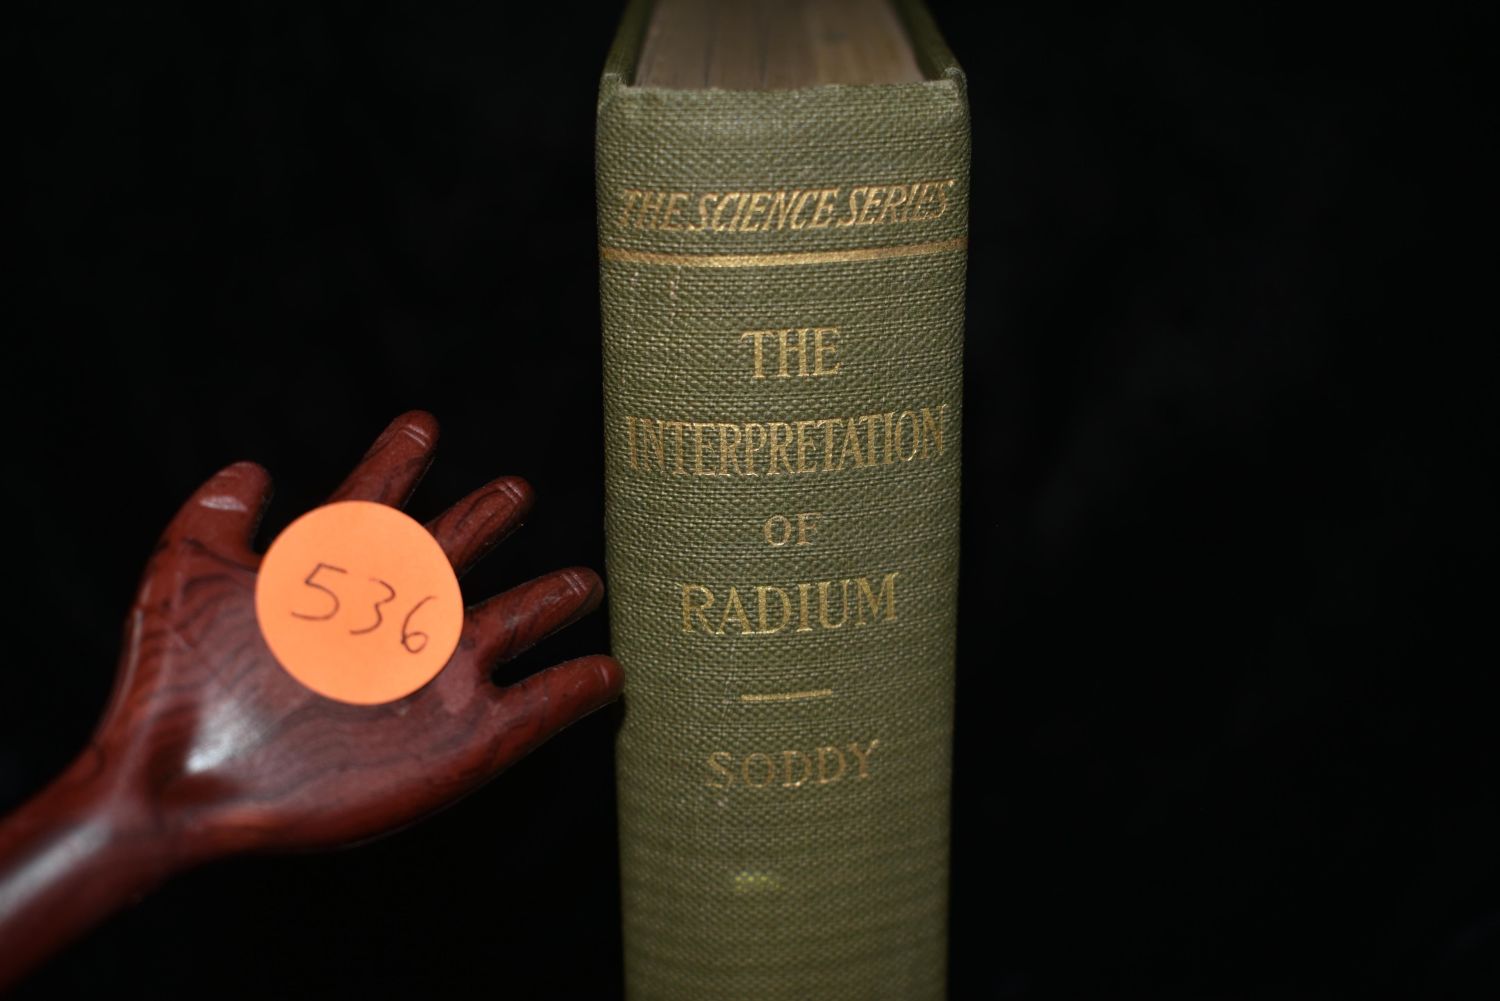 THE SCIENCE SERIES
THE
INTERPRETATION
OF
RADIUM
SODDY
536